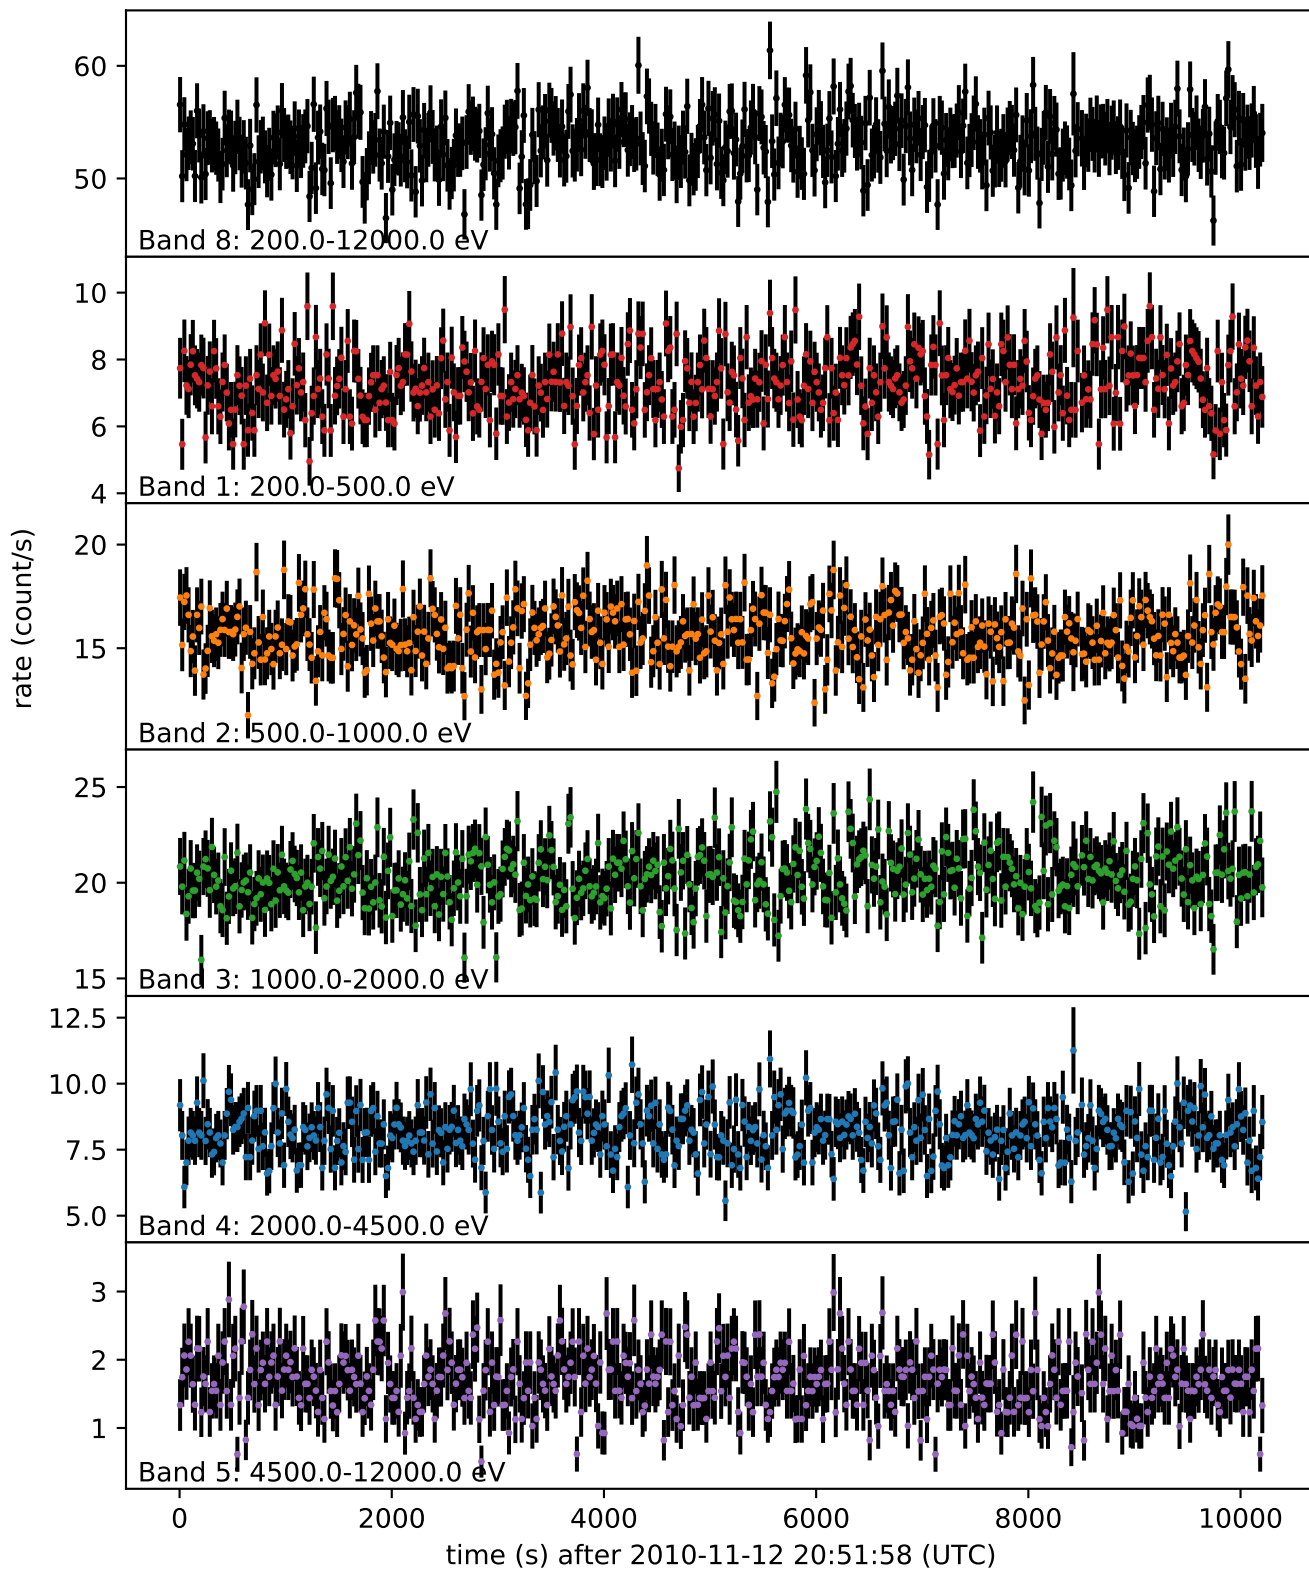 60
50
Band 8: 200.0-12000.0 eV
10
8
6
4
Band 1: 200.0-500.0 eV
20
15
Band 2: 500.0-1000.0 eV
rate (count/s)
25
20
15
Band 3: 1000.0-2000.0 eV
12.5
10.0
7.5
5.0
Band 4: 2000.0-4500.0 eV
3
2
1
Band 5: 4500.0-12000.0 eV
0 2000 4000 6000 8000 10000
time (s) after 2010-11-12 20:51:58 (UTC)